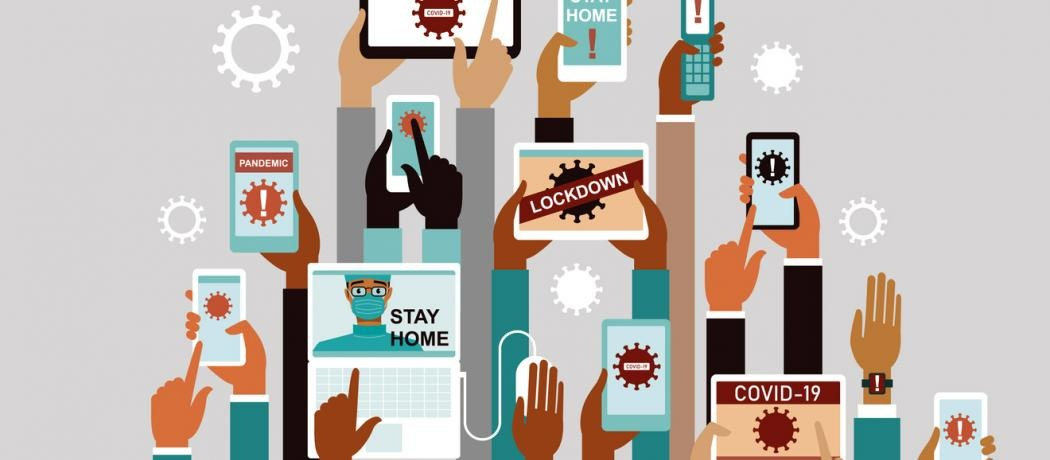 COVID-19
STAY
HOME
!
!
PANDEMIC
!
!
LOCKDOWN
STAY
HOME
COVID-19
COVID-19
!
!